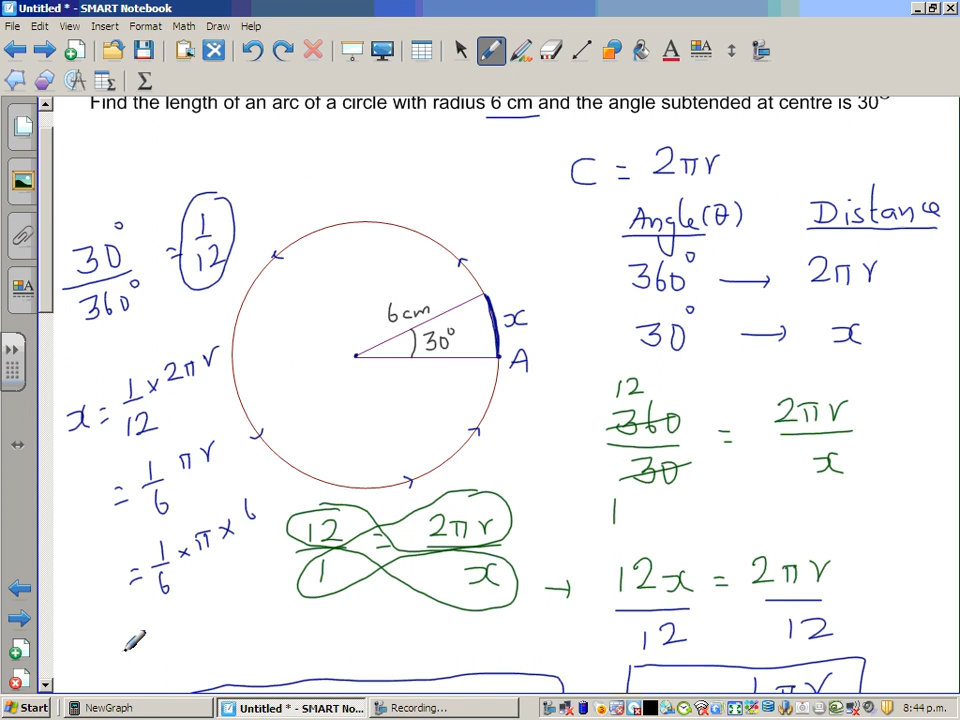 Untitled * - SMART Notebook
File Edit View Insert Format Math Draw Help
Find the length of an arc of a circle with radius 6 cm and the angle subtended at centre is 30°
C = 2πr
Angle(θ) Distance
360° → 2πr
30° → x
30°/360° = 1/12
6cm
30°
x
A
x = 1/12 × 2πr
= 1/6 πr
= 1/6 × π × 6
12
360/30 = 2πr/x
1
12/1 = 2πr/x → 12x/12 = 2πr/12
1πr
Start NewGraph Untitled * - SMART No... Recording... 8:44 p.m.